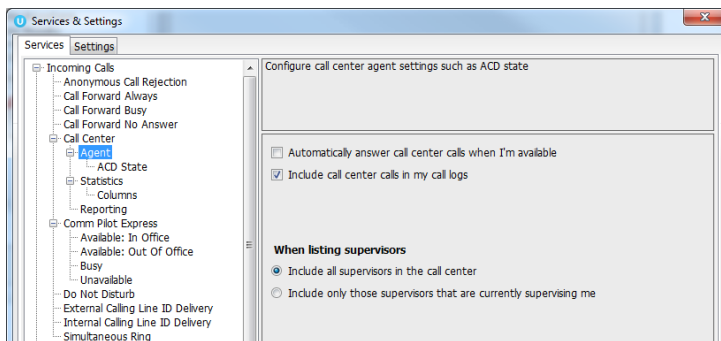 Services & Settings
Services Settings
Incoming Calls
Anonymous Call Rejection
Call Forward Always
Call Forward Busy
Call Forward No Answer
Call Center
Agent
ACD State
Statistics
Columns
Reporting
Comm Pilot Express
Available: In Office
Available: Out Of Office
Busy
Unavailable
Do Not Disturb
External Calling Line ID Delivery
Internal Calling Line ID Delivery
Simultaneous Ring
Configure call center agent settings such as ACD state
Automatically answer call center calls when I'm available
Include call center calls in my call logs
When listing supervisors
Include all supervisors in the call center
Include only those supervisors that are currently supervising me